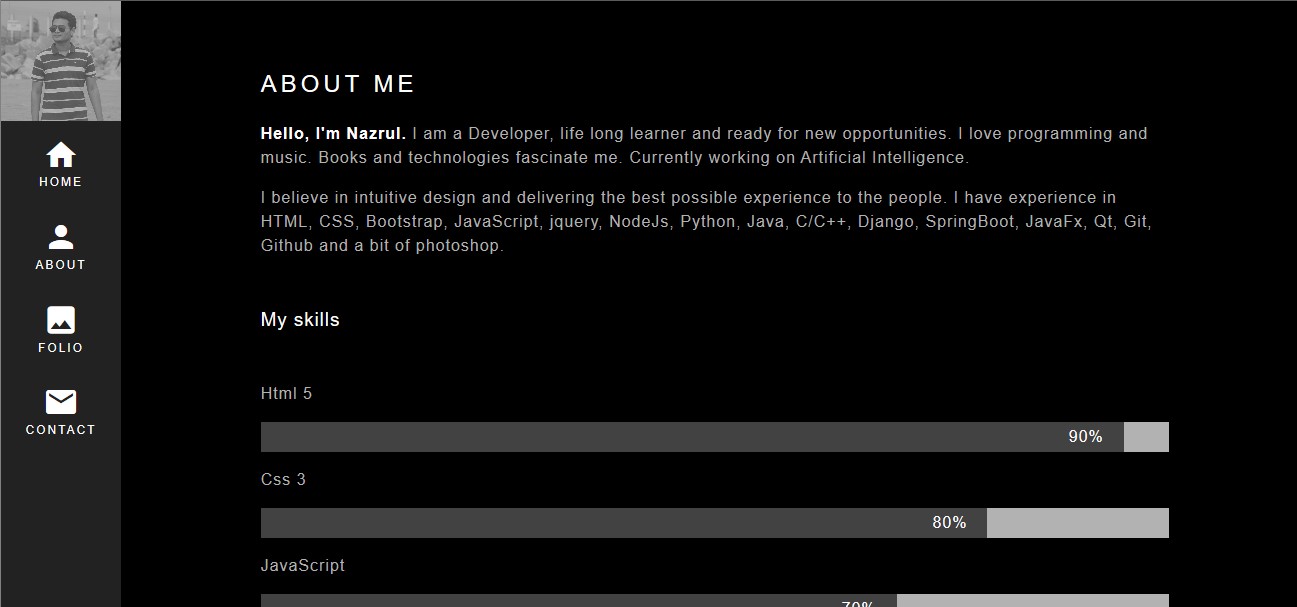 HOME
ABOUT
FOLIO
CONTACT
ABOUT ME
Hello, I'm Nazrul. I am a Developer, life long learner and ready for new opportunities. I love programming and
music. Books and technologies fascinate me. Currently working on Artificial Intelligence.
I believe in intuitive design and delivering the best possible experience to the people. I have experience in
HTML, CSS, Bootstrap, JavaScript, jquery, NodeJs, Python, Java, C/C++, Django, SpringBoot, JavaFx, Qt, Git,
Github and a bit of photoshop.
My skills
Html 5
90%
Css 3
80%
JavaScript
70%